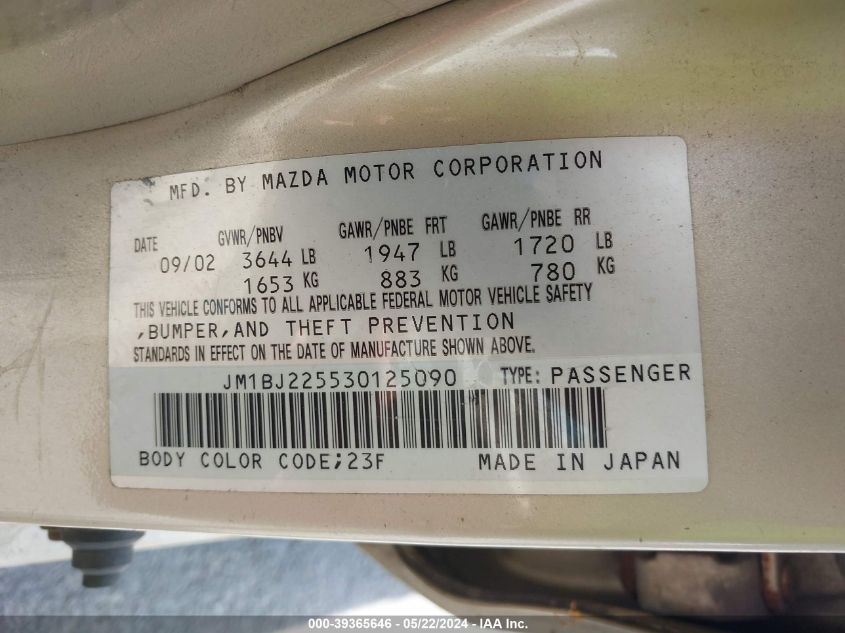 MFD. BY MAZDA MOTOR CORPORATION
DATE GVWR/PNBV GAWR/PNBE FRT GAWR/PNBE RR
09/02 3644 LB 1947 LB 1720 LB
1653 KG 883 KG 780 KG
THIS VEHICLE CONFORMS TO ALL APPLICABLE FEDERAL MOTOR VEHICLE SAFETY
,BUMPER,AND THEFT PREVENTION
STANDARDS IN EFFECT ON THE DATE OF MANUFACTURE SHOWN ABOVE.
JM1BJ225530125090 TYPE: PASSENGER
BODY COLOR CODE;23F MADE IN JAPAN
000-39365646 - 05/22/2024 - IAA Inc.